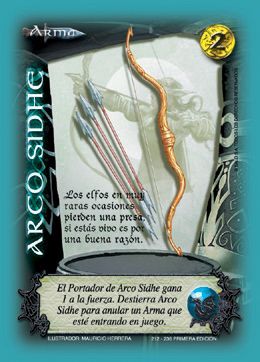 Arma
2
ARCO SIDHE
Los elfos en muy
raras ocasiones
pierden una presa,
si estás vivo es por
una buena razón.
El Portador de Arco Sidhe gana
1 a la fuerza. Destierra Arco
Sidhe para anular un Arma que
esté entrando en juego.
ILUSTRADOR: MAURICIO HERRERA
212 - 236 PRIMERA EDICION